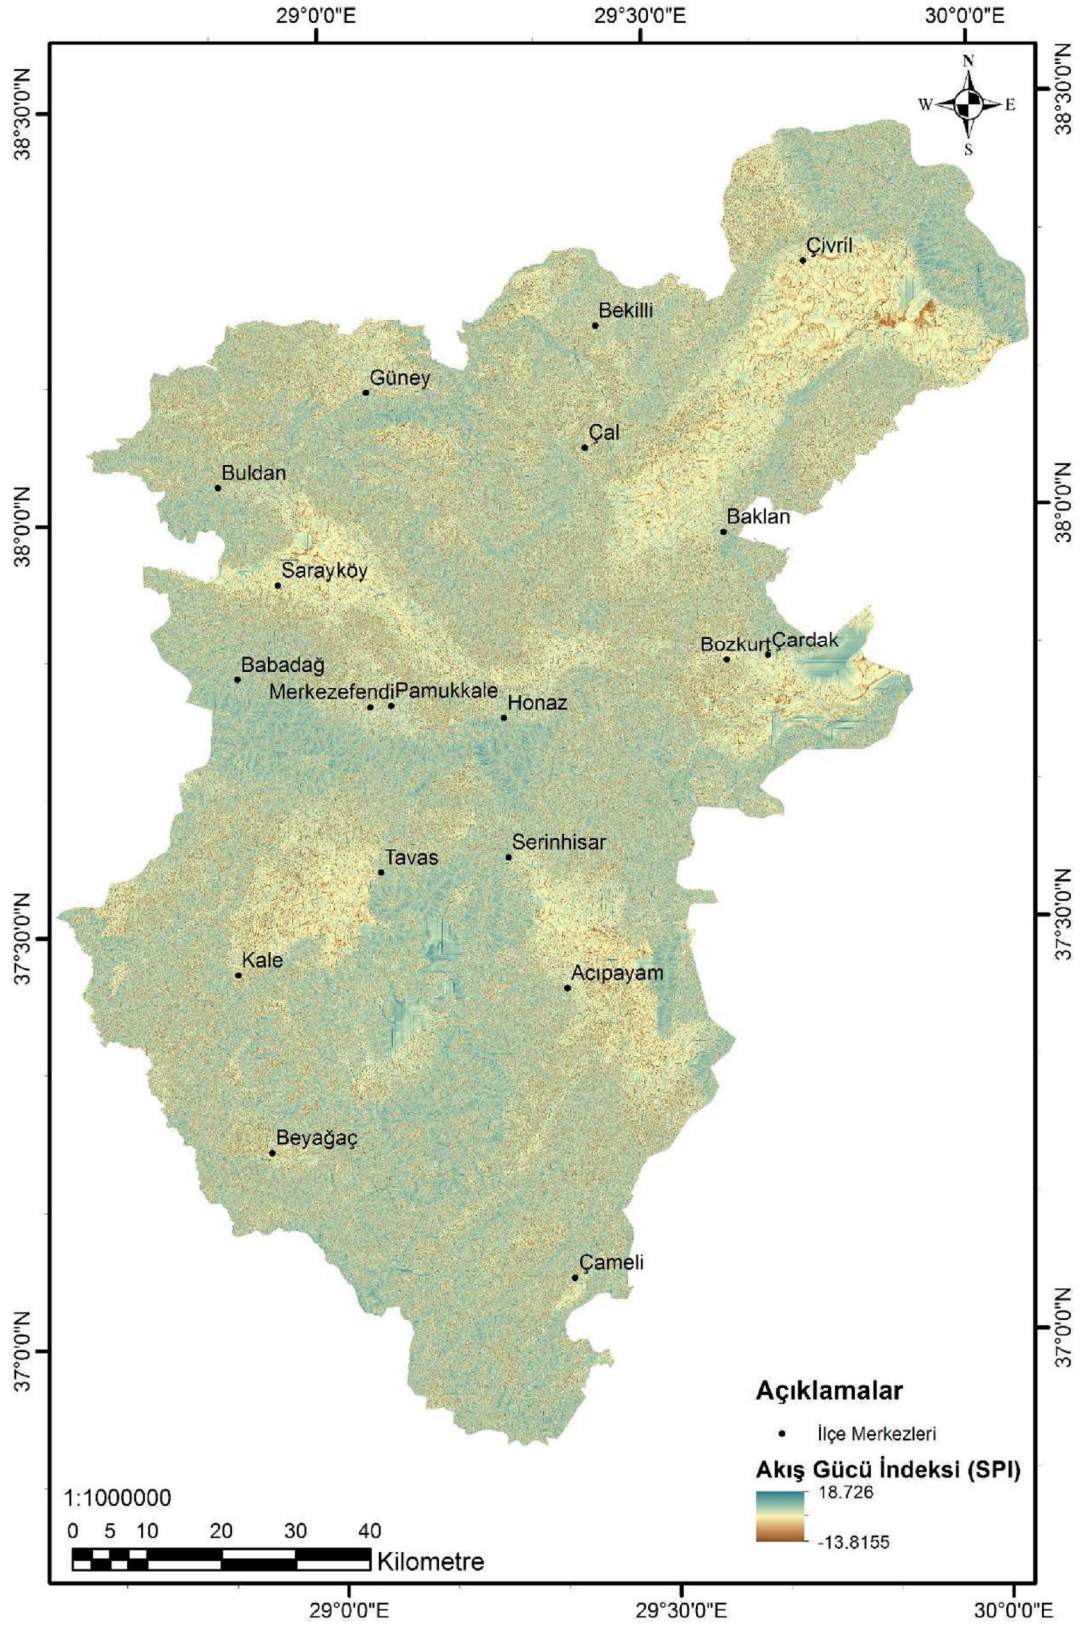 29°0'0"E 29°30'0"E 30°0'0"E
38°30'0"N
38°30'0"N
N
W E
S
Çivril
Bekilli
Güney
Çal
Buldan
Baklan
38°0'0"N
38°0'0"N
Sarayköy
Bozkurt Çardak
Babadağ
Merkezefendi Pamukkale
Honaz
Serinhisar
Tavas
37°30'0"N
37°30'0"N
Kale
Acıpayam
Beyağaç
Çameli
37°0'0"N
37°0'0"N
Açıklamalar
İlçe Merkezleri
Akış Gücü İndeksi (SPI)
18.726
-13.8155
1:1000000
0 5 10 20 30 40
Kilometre
29°0'0"E 29°30'0"E 30°0'0"E